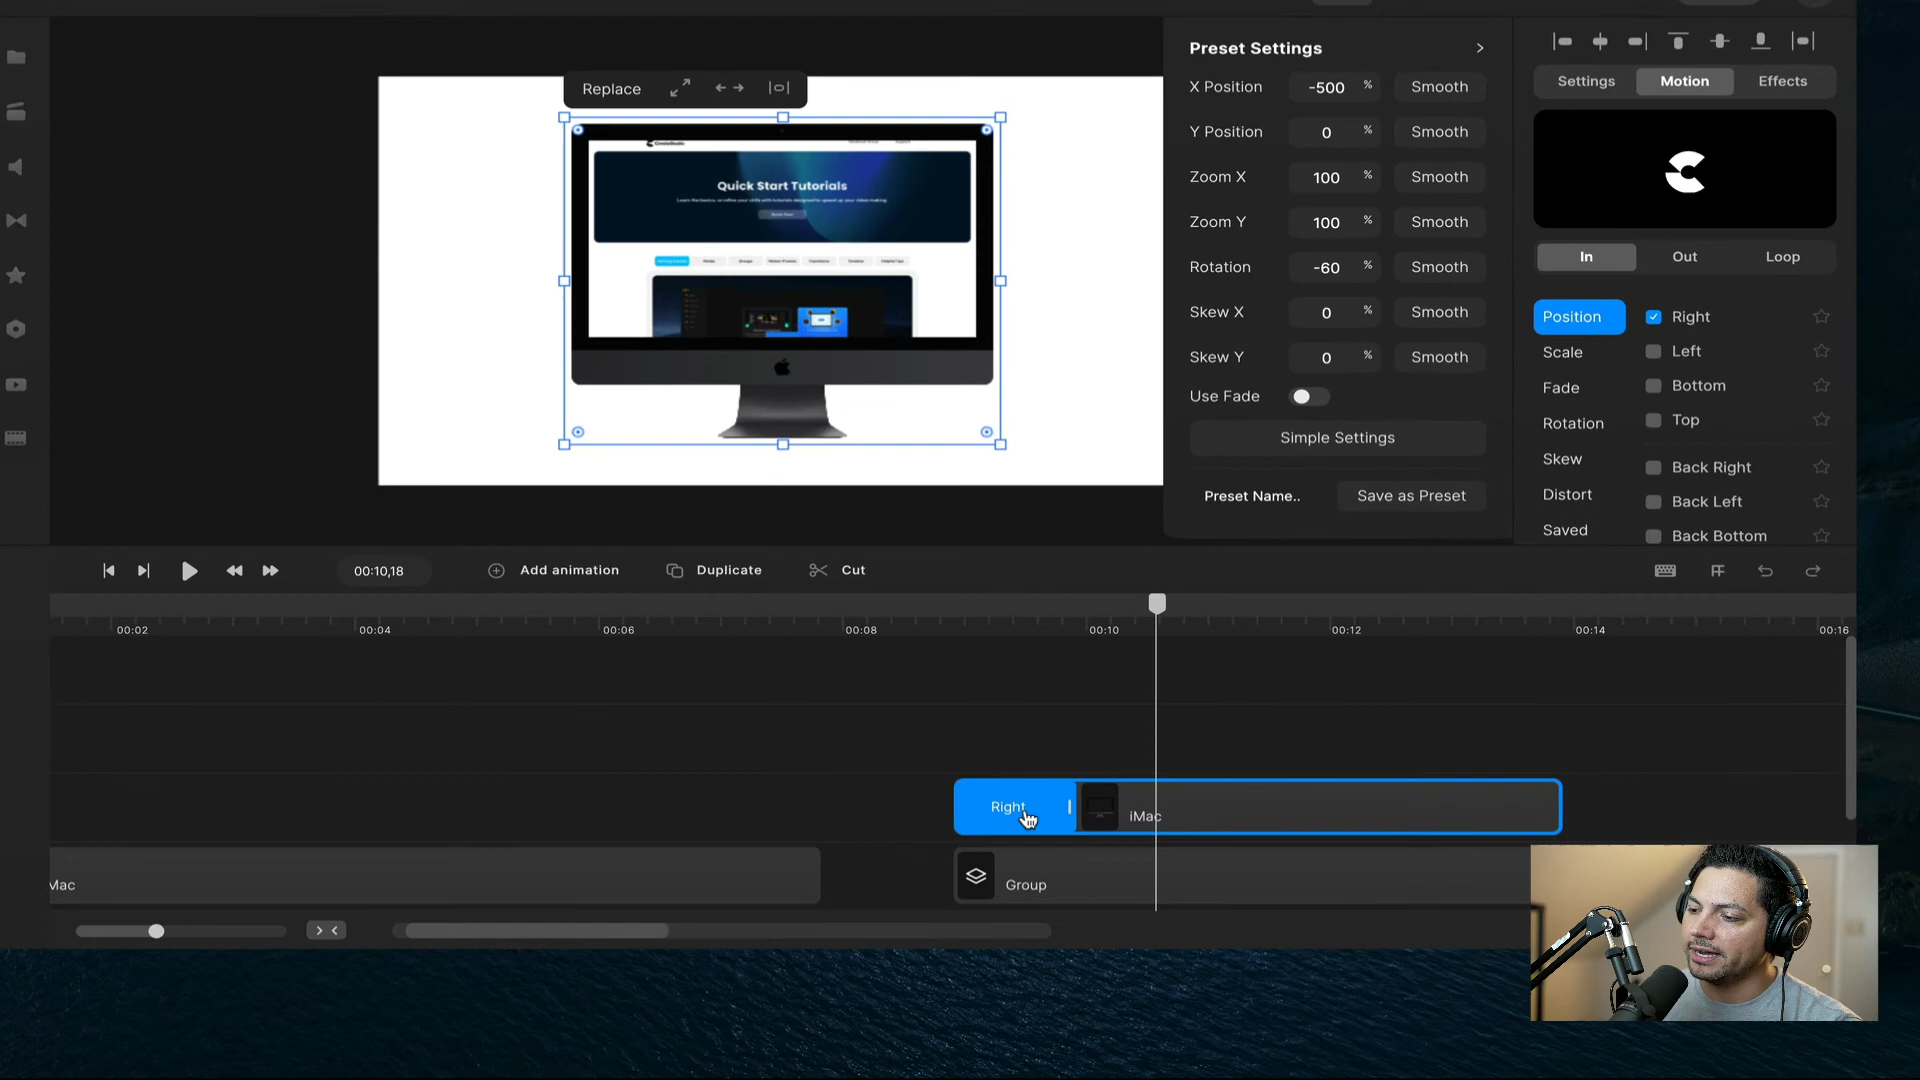 Replace
CreateStudio
Quick Start Tutorials
Preset Settings
X Position -500 % Smooth
Y Position 0 % Smooth
Zoom X 100 % Smooth
Zoom Y 100 % Smooth
Rotation -60 % Smooth
Skew X 0 % Smooth
Skew Y 0 % Smooth
Use Fade
Simple Settings
Preset Name.. Save as Preset
Settings Motion Effects
In Out Loop
Position
Scale
Fade
Rotation
Skew
Distort
Saved
Right
Left
Bottom
Top
Back Right
Back Left
Back Bottom
00:10,18 Add animation Duplicate Cut
00:02 00:04 00:06 00:08 00:10 00:12 00:14 00:16
Right iMac
Mac Group